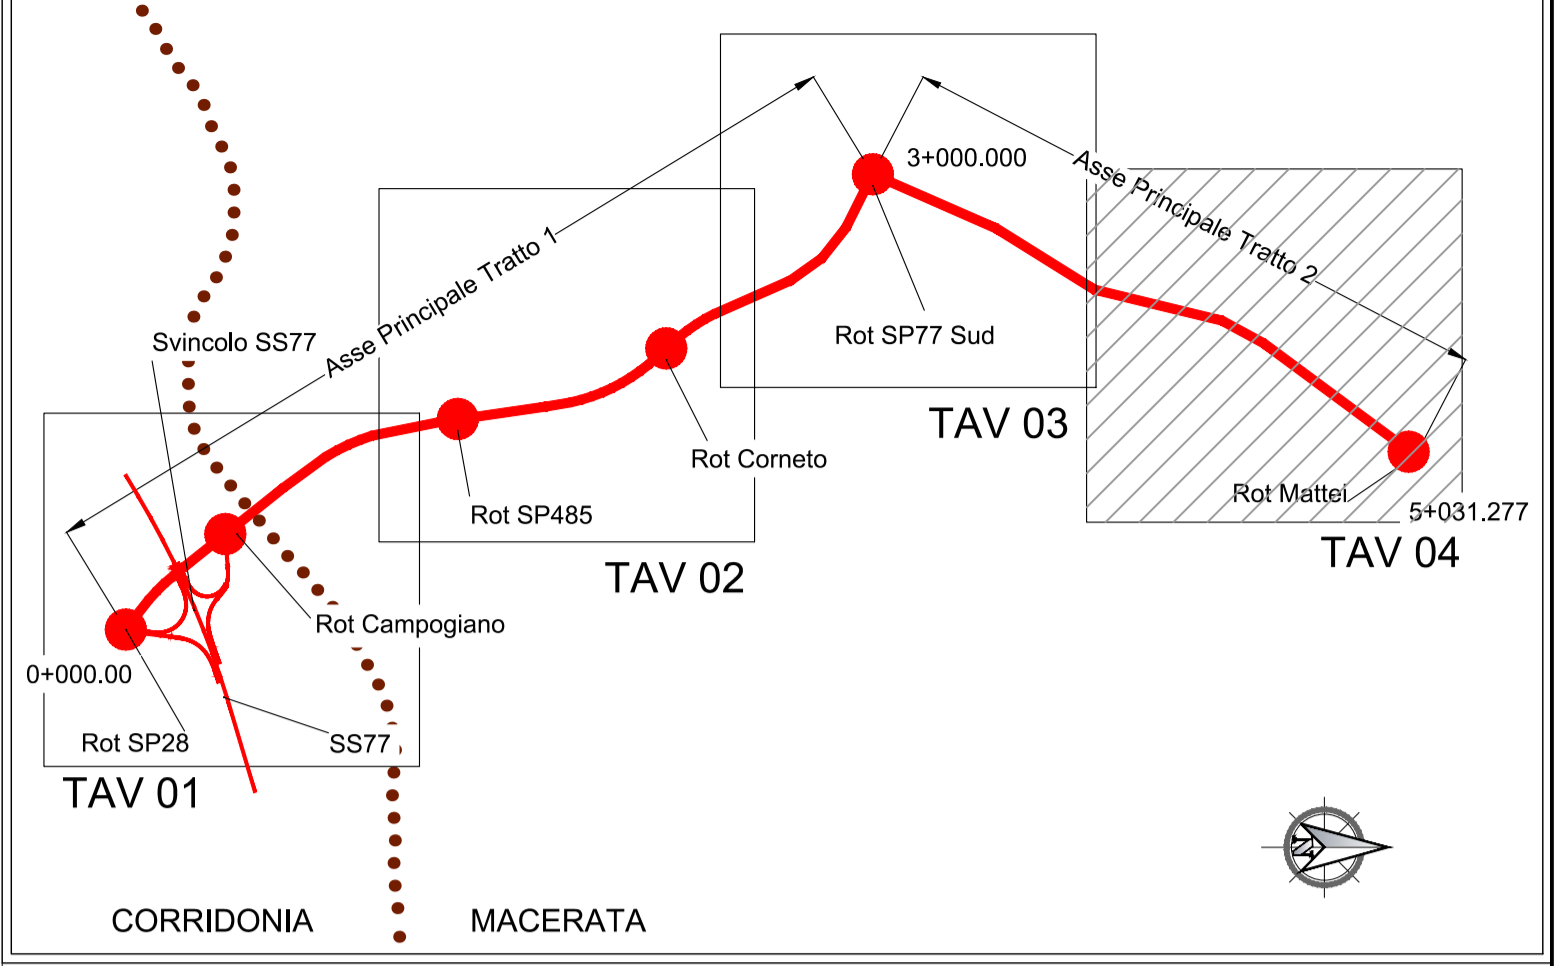 3+000.000
Asse Principale Tratto 2
Asse Principale Tratto 1
Svincolo SS77
Rot SP77 Sud
TAV 03
Rot Corneto
Rot Mattei
5+031.277
Rot SP485
TAV 04
TAV 02
Rot Campogiano
0+000.00
Rot SP28
SS77
TAV 01
N
CORRIDONIA
MACERATA